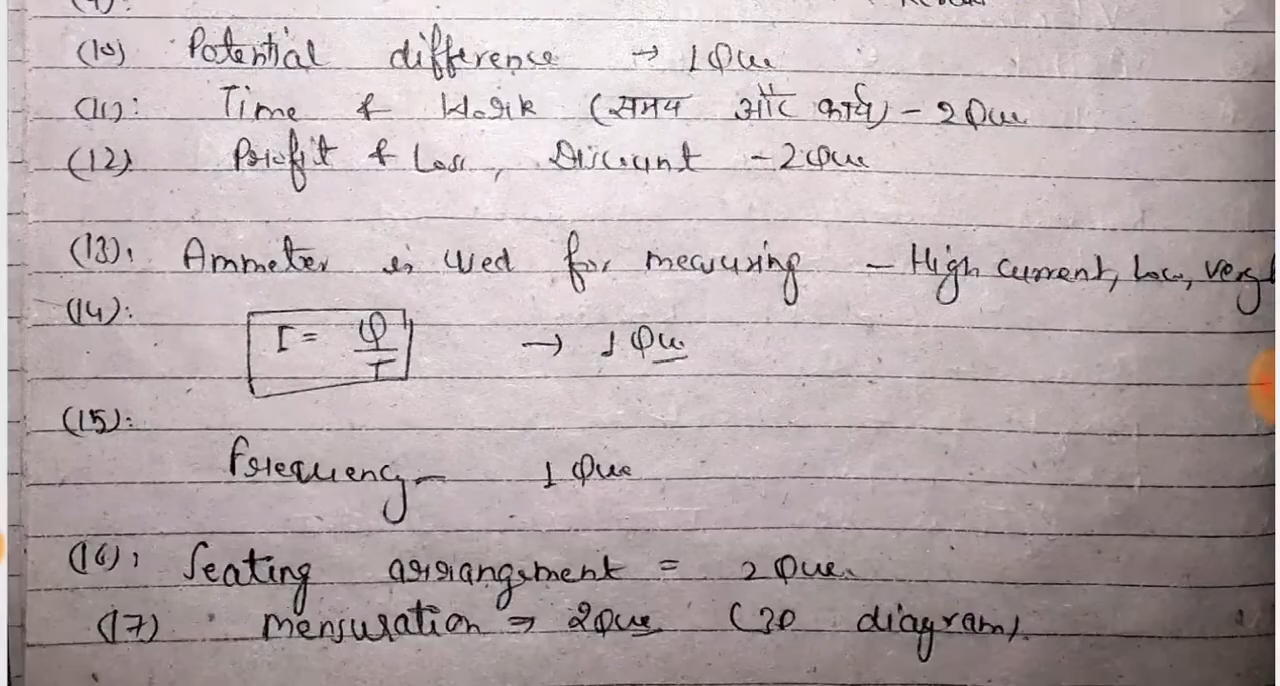 (10) Potential difference → 1 Que
(11): Time & Work (समय और कार्य) - 2 Que
(12) Profit & Loss, Discount - 2 Que
(13): Ammeter is used for measuring - High current, Low, very
(14):
I = Q/T → 1 Que
(15):
frequency - 1 Que
(16): Seating arrangement = 2 Que.
(17) mensuration → 2 Que (3D diagram).